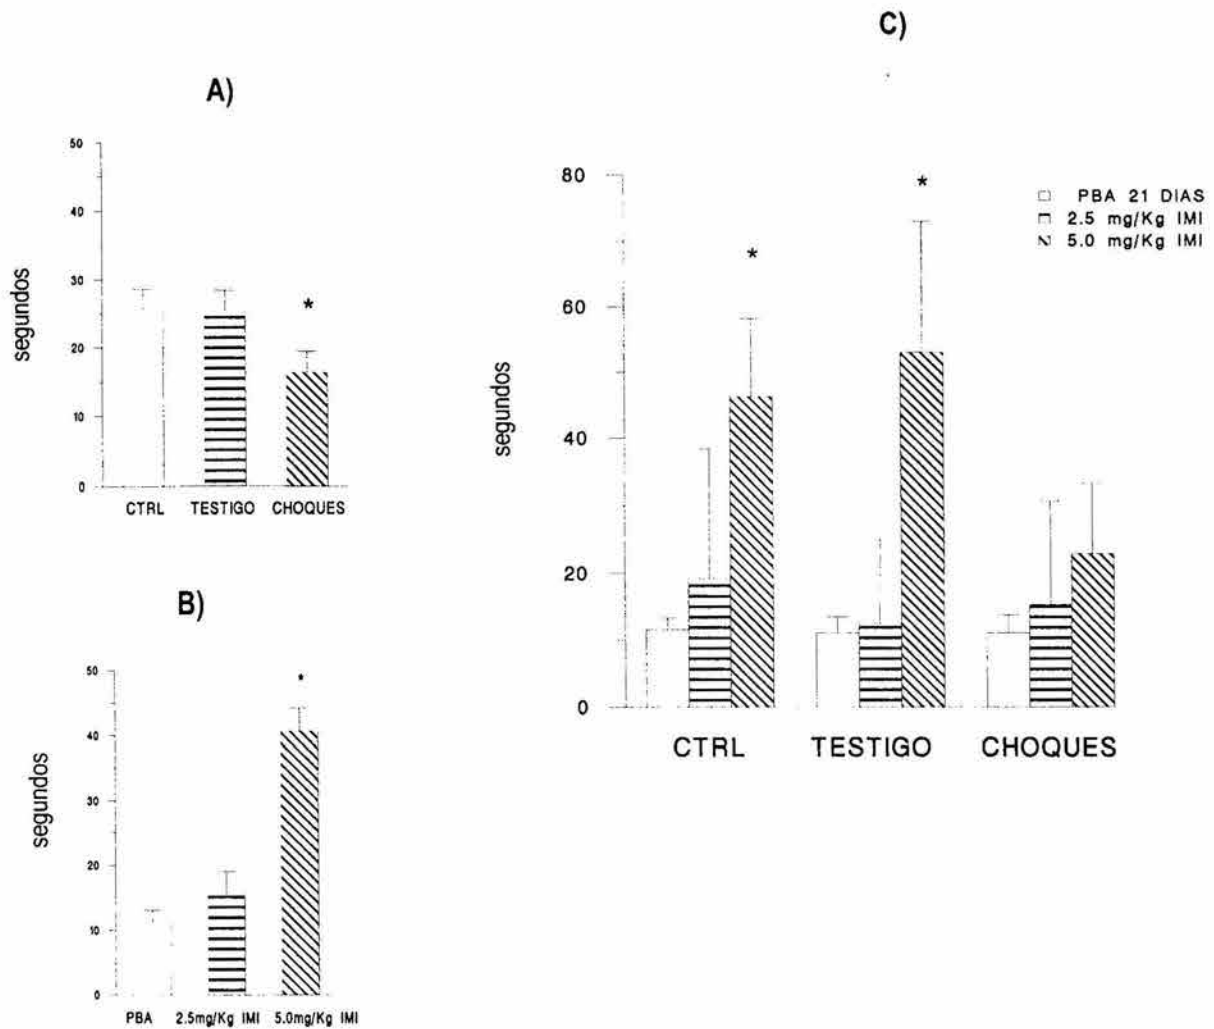 C)
A)
50
40
30
20
10
0
segundos
*
CTRL TESTIGO CHOQUES
80
60
40
20
0
segundos
*
*
□ PBA 21 DIAS
2.5 mg/Kg IMI
5.0 mg/Kg IMI
CTRL TESTIGO CHOQUES
B)
50
40
30
20
10
0
segundos
*
PBA 2.5mg/Kg IMI 5.0mg/Kg IMI